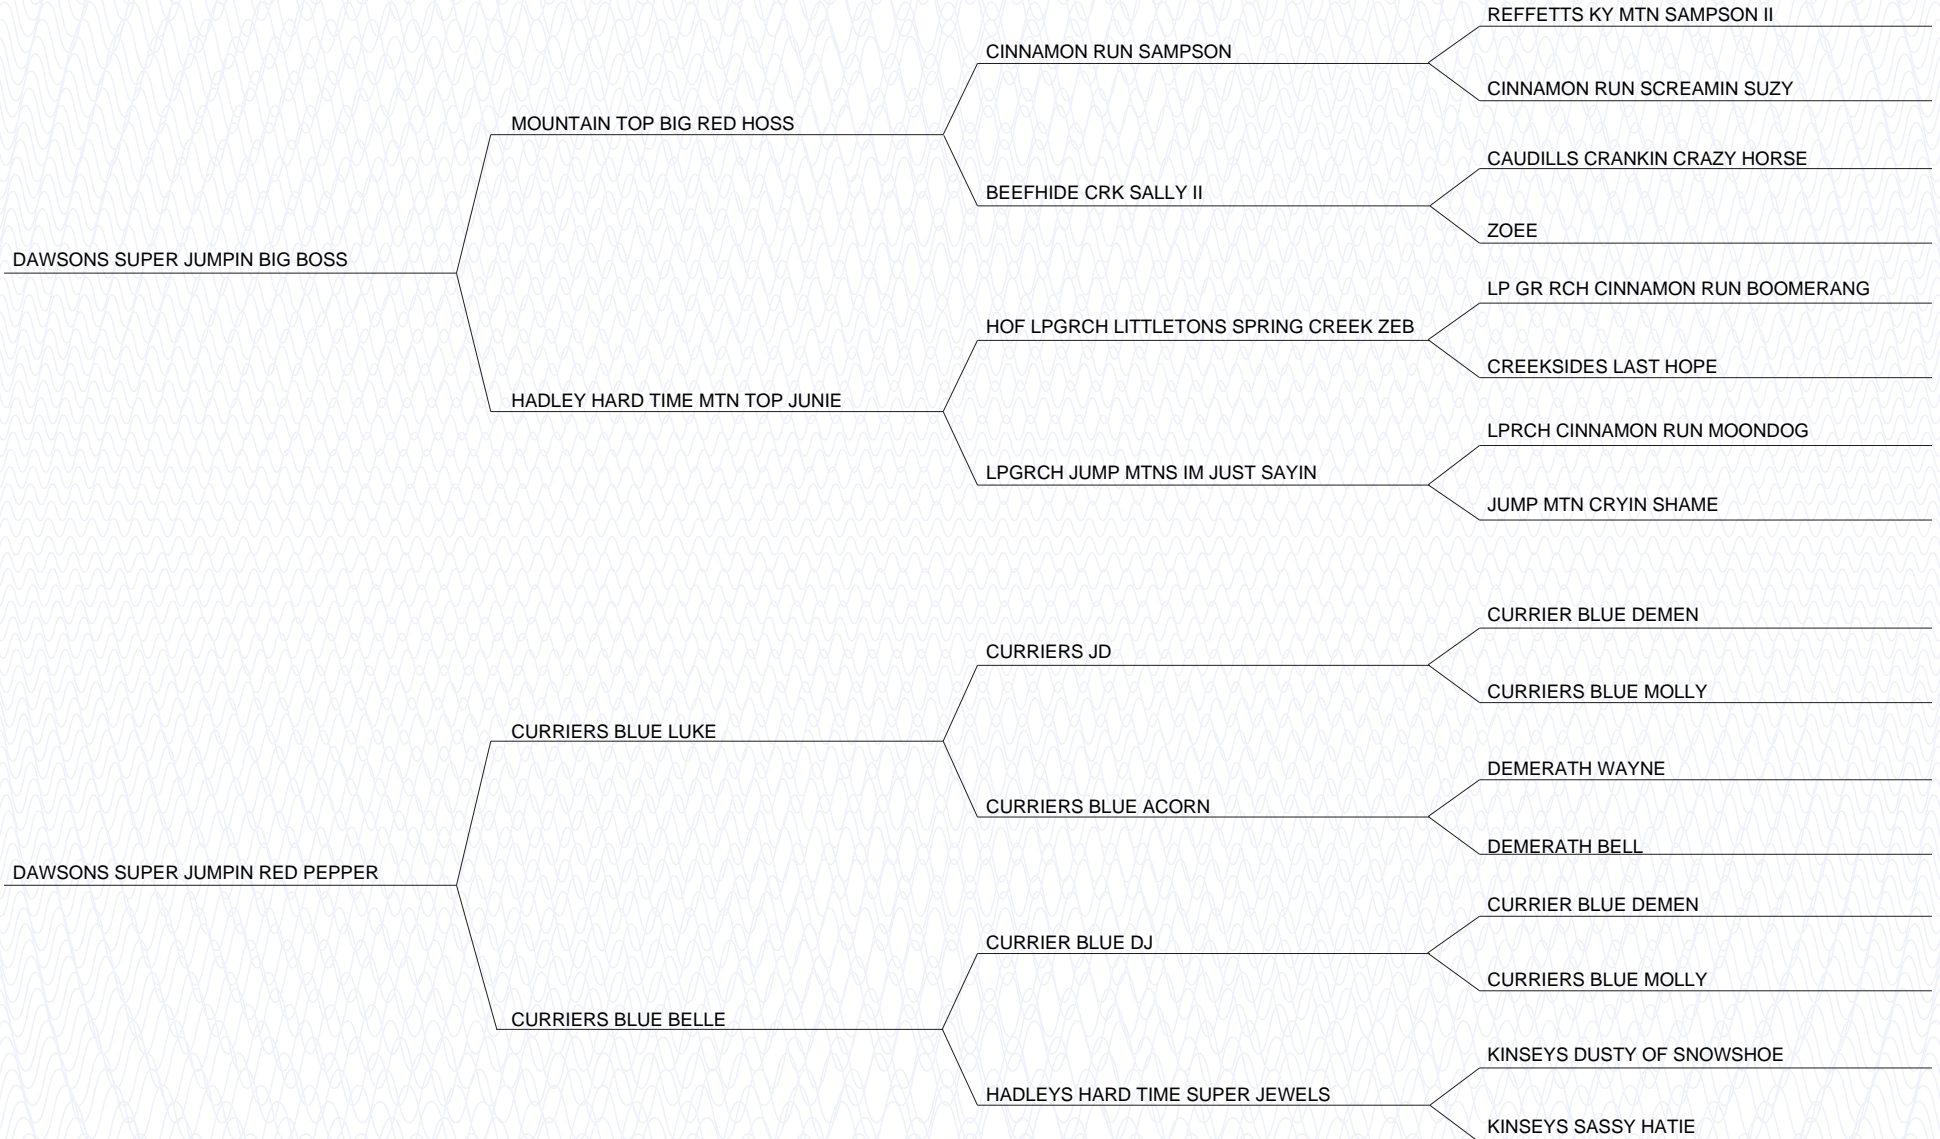 REFFETTS KY MTN SAMPSON II
CINNAMON RUN SAMPSON
CINNAMON RUN SCREAMIN SUZY
MOUNTAIN TOP BIG RED HOSS
CAUDILLS CRANKIN CRAZY HORSE
BEEFHIDE CRK SALLY II
ZOEE
DAWSONS SUPER JUMPIN BIG BOSS
LP GR RCH CINNAMON RUN BOOMERANG
HOF LPGRCH LITTLETONS SPRING CREEK ZEB
CREEKSIDES LAST HOPE
HADLEY HARD TIME MTN TOP JUNIE
LPRCH CINNAMON RUN MOONDOG
LPGRCH JUMP MTNS IM JUST SAYIN
JUMP MTN CRYIN SHAME
CURRIER BLUE DEMEN
CURRIERS JD
CURRIERS BLUE MOLLY
CURRIERS BLUE LUKE
DEMERATH WAYNE
CURRIERS BLUE ACORN
DEMERATH BELL
DAWSONS SUPER JUMPIN RED PEPPER
CURRIER BLUE DEMEN
CURRIER BLUE DJ
CURRIERS BLUE MOLLY
CURRIERS BLUE BELLE
KINSEYS DUSTY OF SNOWSHOE
HADLEYS HARD TIME SUPER JEWELS
KINSEYS SASSY HATIE